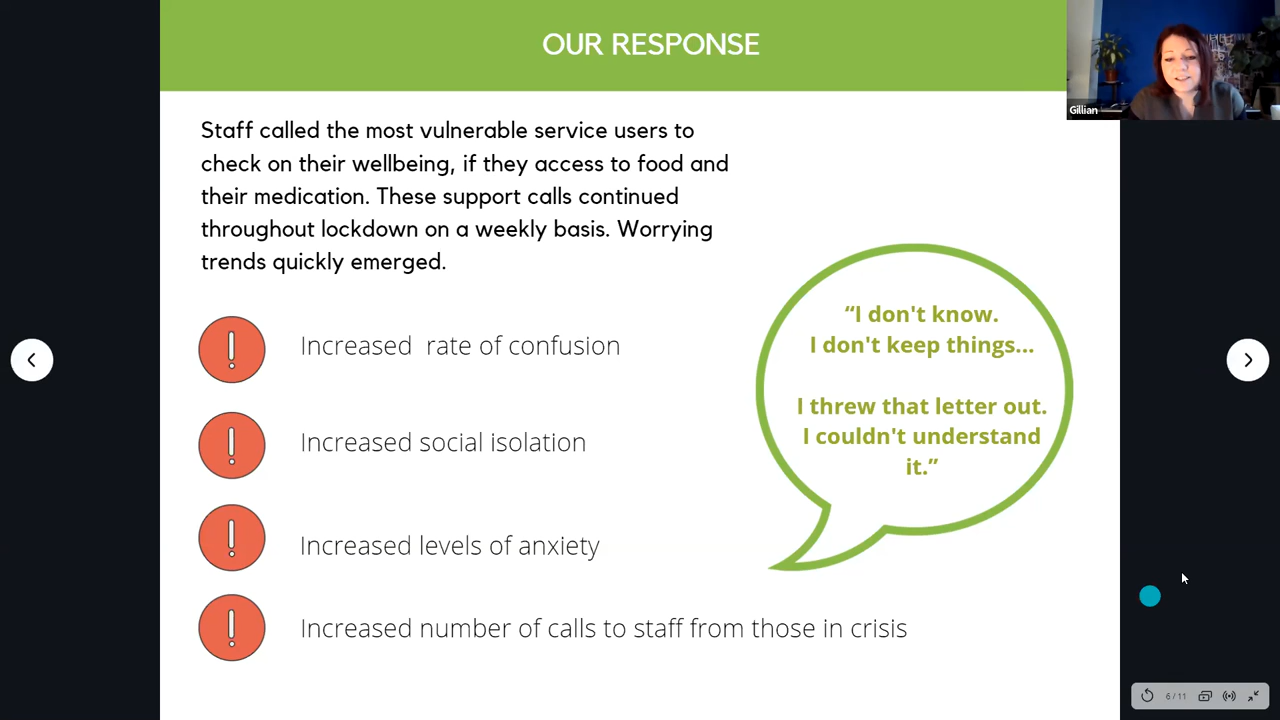 OUR RESPONSE
Gillian
Staff called the most vulnerable service users to
check on their wellbeing, if they access to food and
their medication. These support calls continued
throughout lockdown on a weekly basis. Worrying
trends quickly emerged.
“I don't know.
I don't keep things...
I threw that letter out.
I couldn't understand
it.”
Increased rate of confusion
Increased social isolation
Increased levels of anxiety
Increased number of calls to staff from those in crisis
6/11